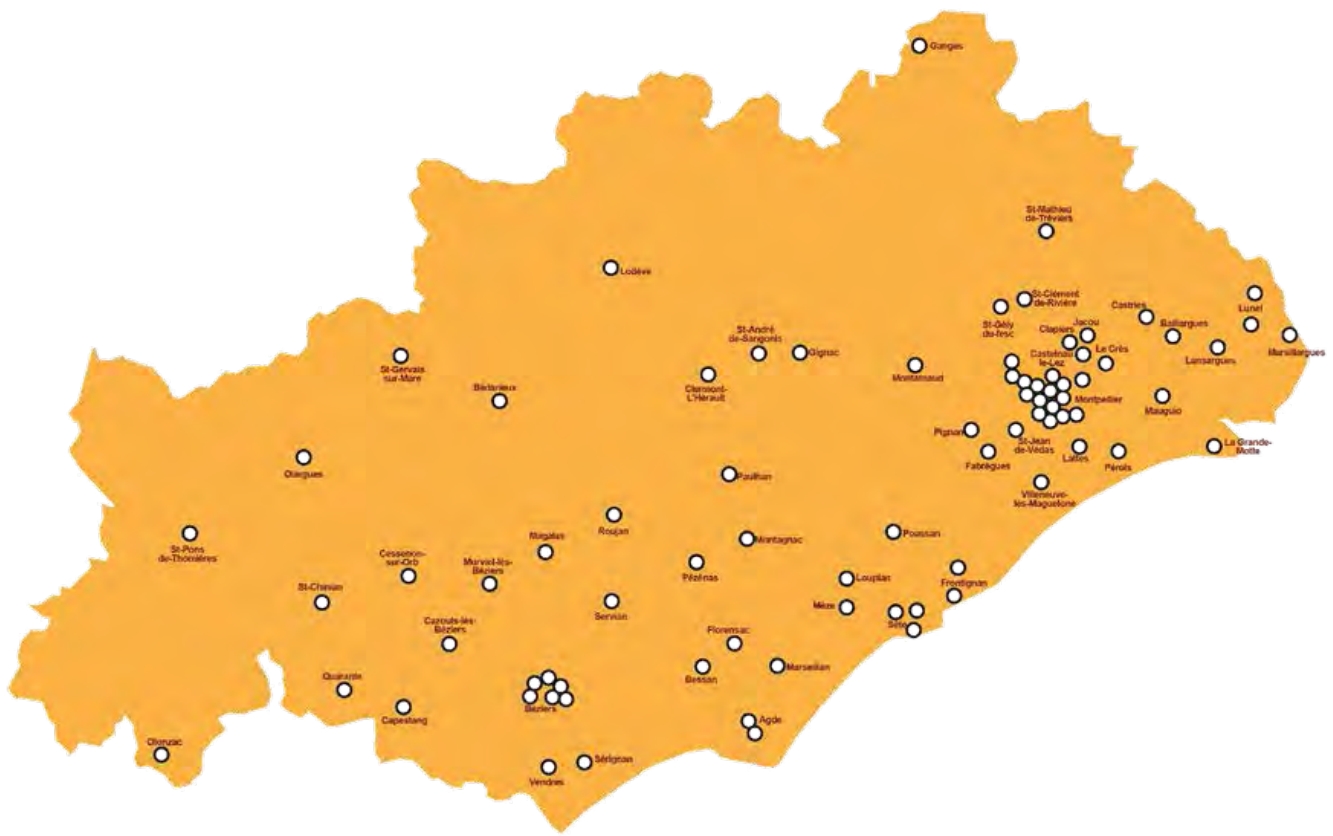 Ganges
St-Mathieu
de-Tréviers
Lodève
St-Clément
de-Rivière
Lunel
Castries
St-Gély
du-fesc
Jacou
Clapiers
Baillargues
St-André
de-Sangonis
Gignac
Castelnau
le-Lez
Le Crès
Lansargues
Marsillargues
St-Gervais
sur-Mare
Montarnaud
Bédarieux
Clermont-
L'Hérault
Montpellier
Mauguio
Pignan
St-Jean
de-Védas
La Grande-
Motte
Lattes
Pérols
Fabrègues
Olargues
Paulhan
Villeneuve-
lès-Maguelone
Roujan
Magalas
Montagnac
Poussan
St-Pons
de-Thomières
Cessenon-
sur-Orb
Murviel-lès-
Béziers
Pézénas
Loupian
Frontignan
St-Chinian
Mèze
Servian
Cazouls-lès-
Béziers
Florensac
Sète
Marseillan
Bessan
Quarante
Béziers
Capestang
Agde
Olonzac
Sérignan
Vendres